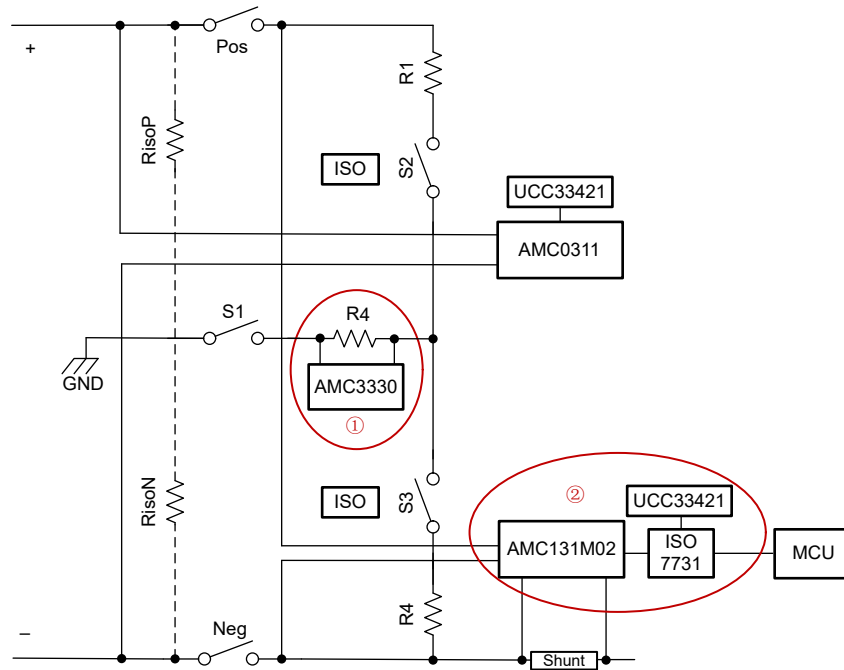 +
Pos
R1
RisoP
ISO
S2
UCC33421
AMC0311
S1
R4
GND
AMC3330
①
RisoN
ISO
S3
②
UCC33421
AMC131M02
ISO
7731
MCU
R4
Neg
–
Shunt